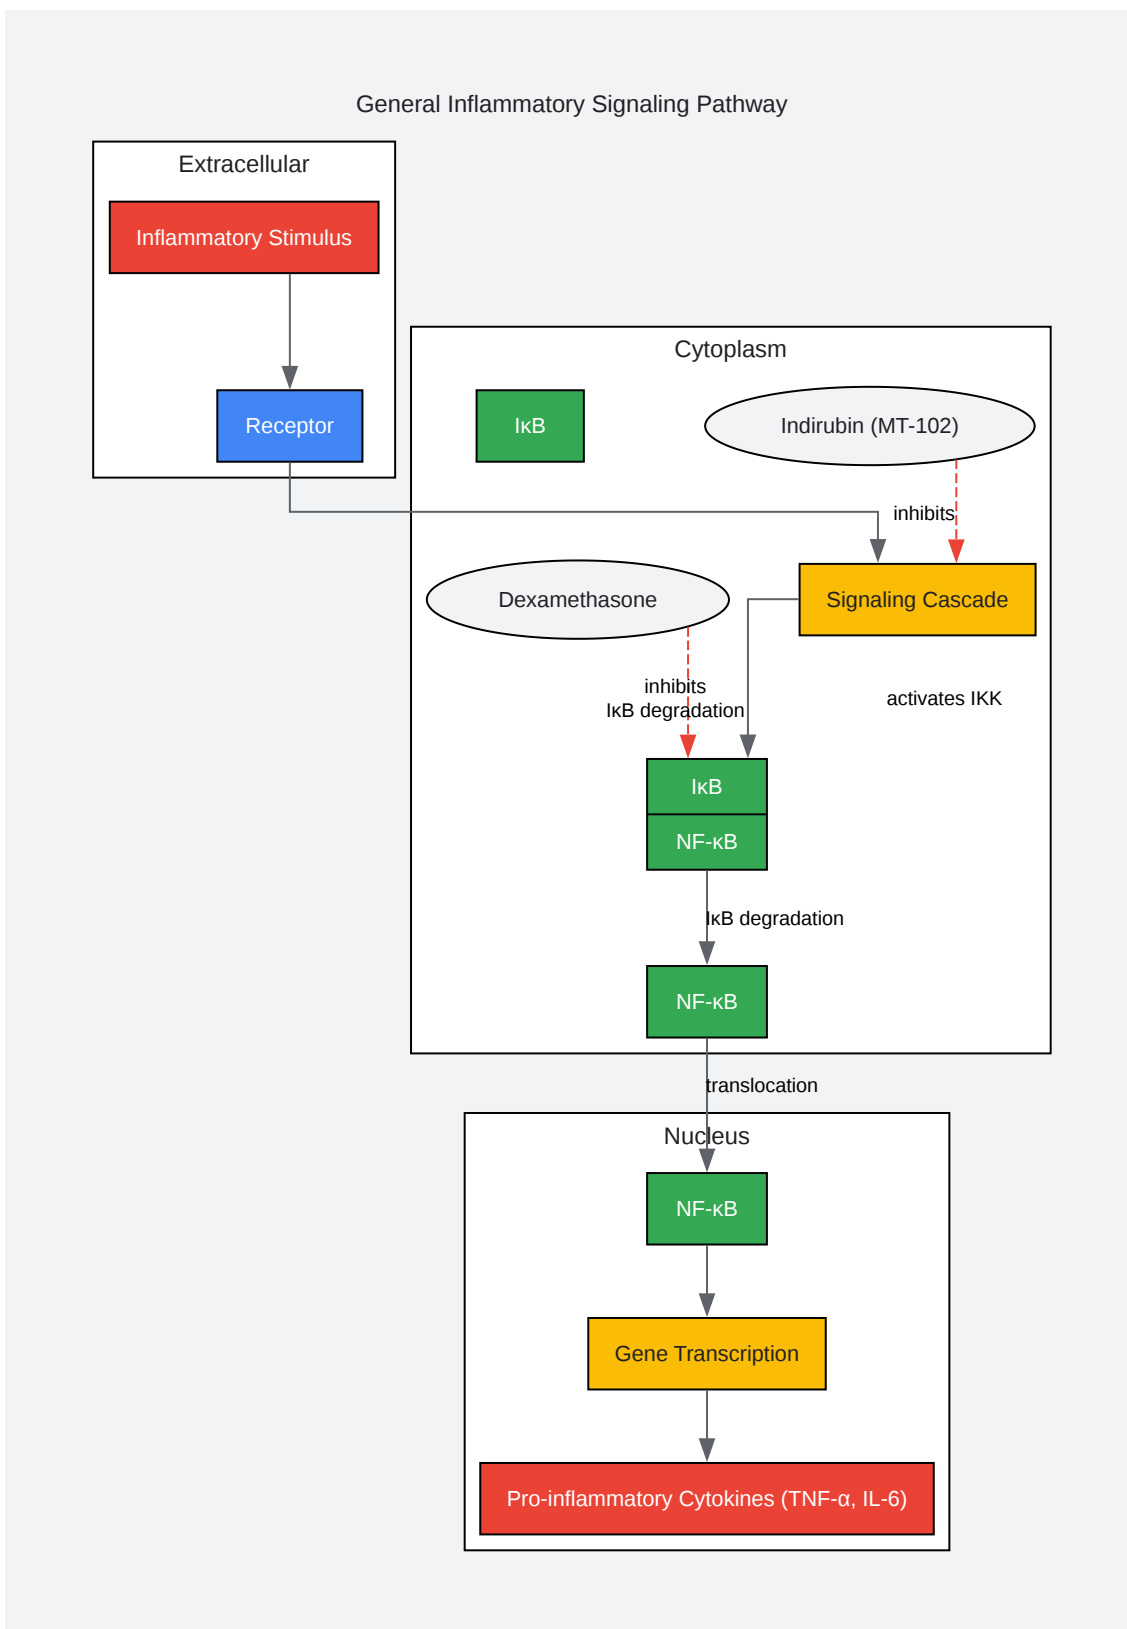 General Inflammatory Signaling Pathway
Extracellular
Inflammatory Stimulus
Receptor
Cytoplasm
IκB
Indirubin (MT-102)
inhibits
Dexamethasone
Signaling Cascade
inhibits
IκB degradation
activates IKK
IκB
NF-κB
IκB degradation
NF-κB
translocation
Nucleus
NF-κB
Gene Transcription
Pro-inflammatory Cytokines (TNF-α, IL-6)